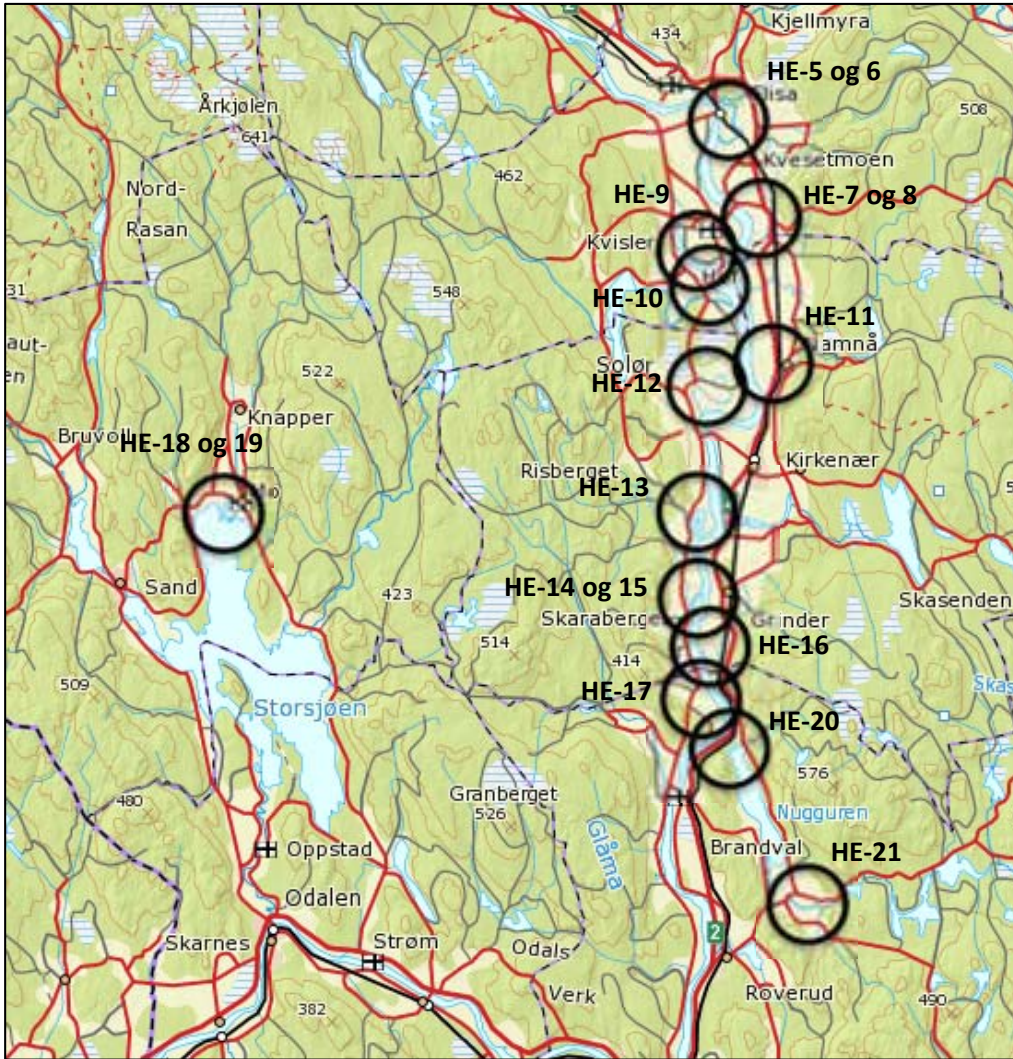 Kjellmyra
434
HE-5 og 6
Årkjølen
508
641
Kvesetmoen
462
Nord-
Rasan
HE-9
HE-7 og 8
Kvisler
548
HE-10
HE-11
Solør
522
HE-12
Knapper
Bruvoll
HE-18 og 19
Risberget
Kirkenær
HE-13
Sand
HE-14 og 15
423
Skasenden
514
Skaraberget
Grinder
HE-16
414
509
HE-17
Storsjøen
HE-20
576
480
Granberget
526
Nugguren
Glåma
Oppstad
Brandval
HE-21
Odalen
2
Skarnes
Strøm
Odals
Verk
Roverud
382
490